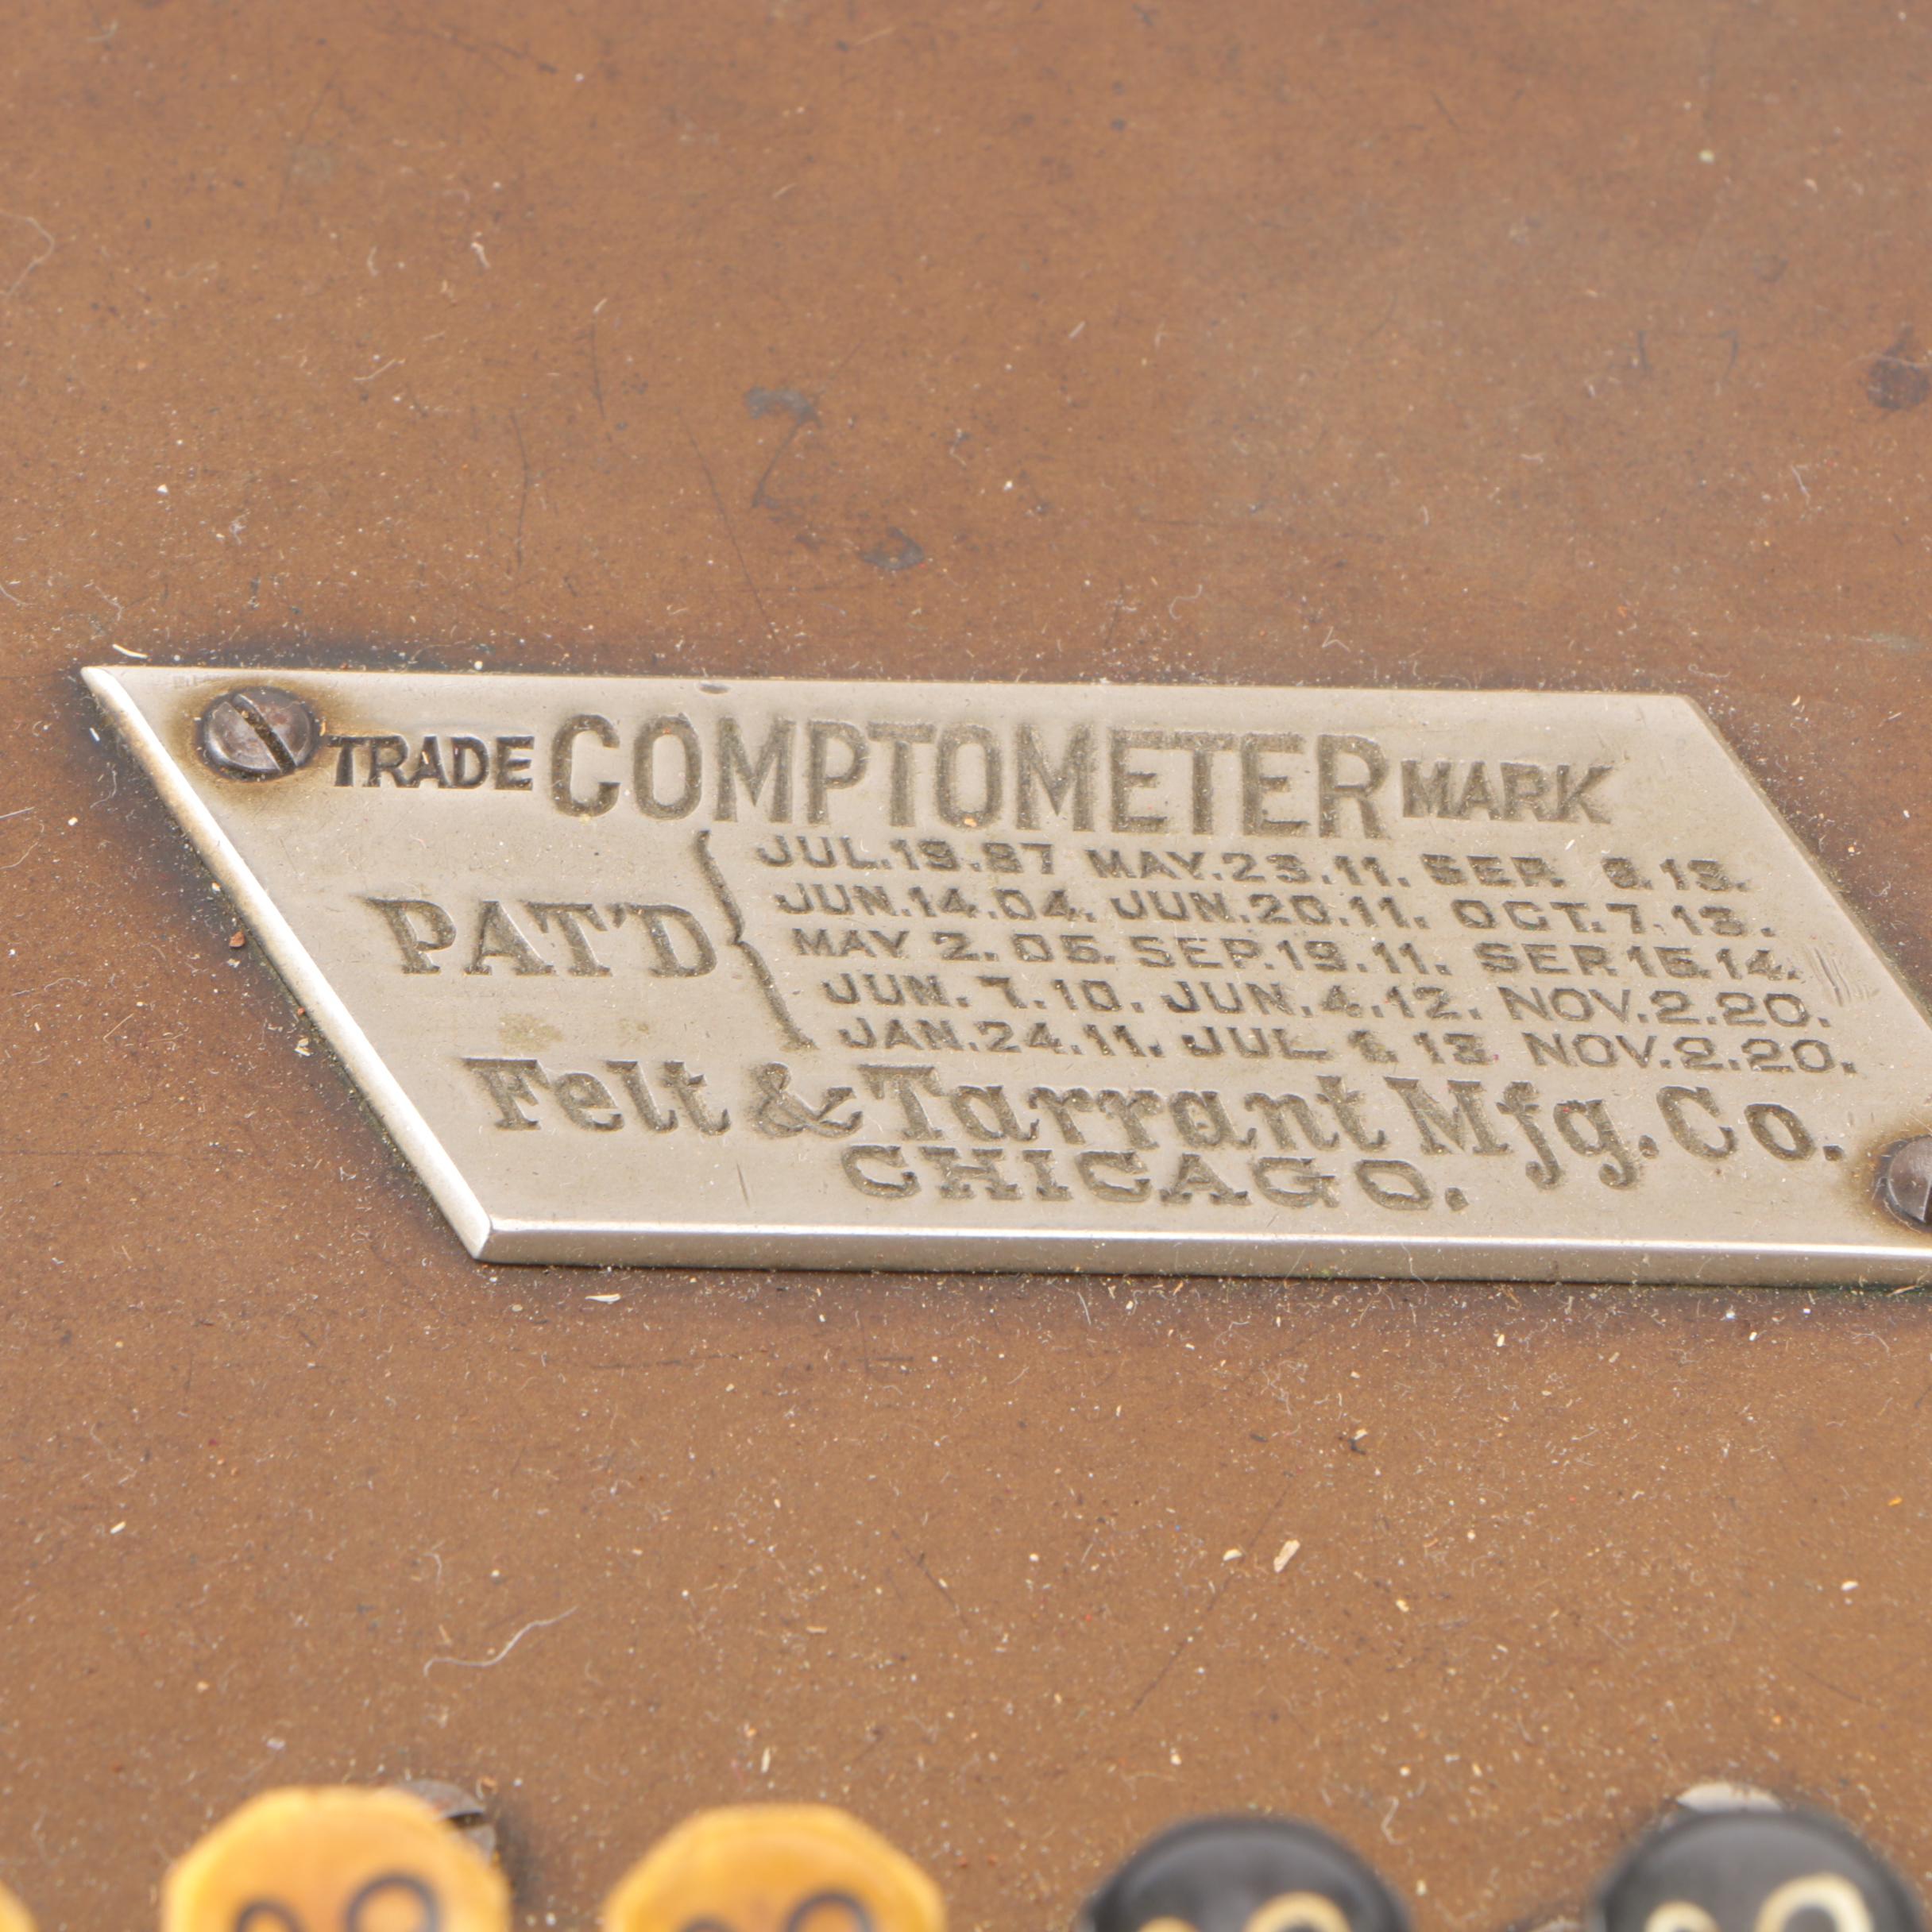 TRADE COMPTOMETER MARK
PAT'D
JUL.19.87 MAY.23.11. SEP. 9.13.
JUN.14.04. JUN.20.11. OCT.7.13.
MAY 2.05. SEP.19.11. SEP.15.14.
JUN.7.10. JUN.4.12. NOV.2.20.
JAN.24.11. JUL 1.13 NOV.2.20.
Felt & Tarrant Mfg. Co.
CHICAGO.